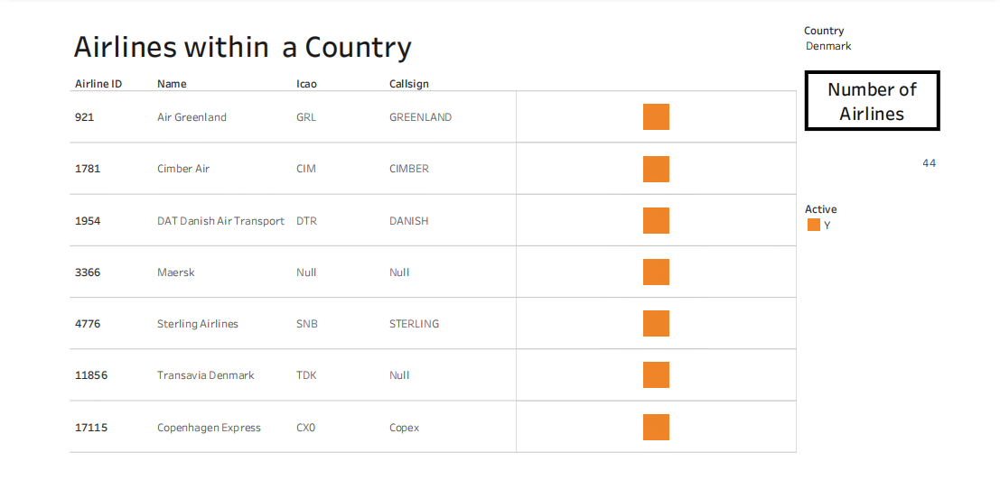 Airlines within a Country
Airline ID Name Icao Callsign
921 Air Greenland GRL GREENLAND
1781 Cimber Air CIM CIMBER
1954 DAT Danish Air Transport DTR DANISH
3366 Maersk Null Null
4776 Sterling Airlines SNB STERLING
11856 Transavia Denmark TDK Null
17115 Copenhagen Express CX0 Copex
Country
Denmark
Number of
Airlines
44
Active
Y